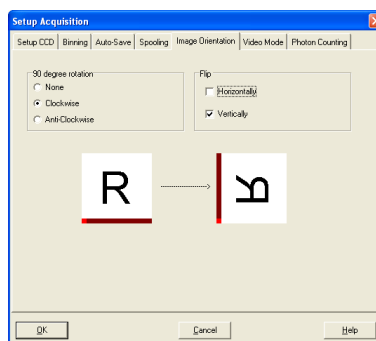 Setup Acquisition
Setup CCD Binning Auto-Save Spooling Image Orientation Video Mode Photon Counting
90 degree rotation
None
Clockwise
Anti-Clockwise
Flip
Horizontally
Vertically
R R
OK Cancel Help